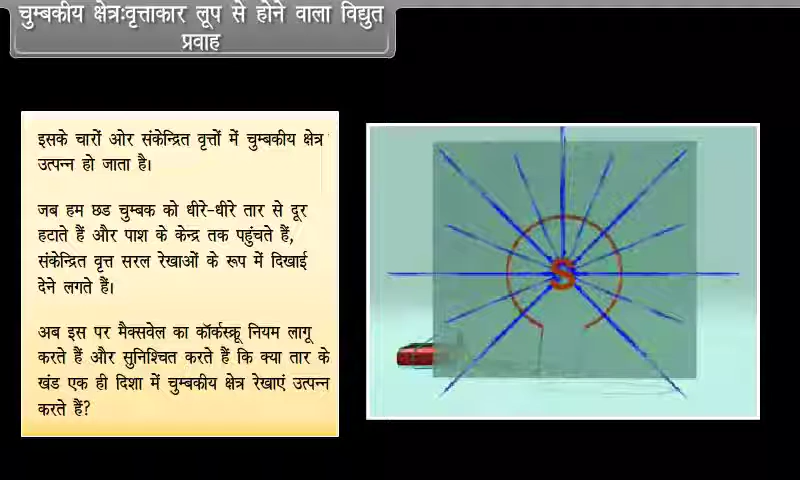 चुम्बकीय क्षेत्र:वृत्ताकार लूप से होने वाला विद्युत
प्रवाह
इसके चारों ओर संकेन्द्रित वृत्तों में चुम्बकीय क्षेत्र
उत्पन्न हो जाता है।
जब हम छड चुम्बक को धीरे-धीरे तार से दूर
हटाते हैं और पाश के केन्द्र तक पहुंचते हैं,
संकेन्द्रित वृत्त सरल रेखाओं के रूप में दिखाई
देने लगते हैं।
अब इस पर मैक्सवेल का कॉर्कस्क्रू नियम लागू
करते हैं और सुनिश्चित करते हैं कि क्या तार के
खंड एक ही दिशा में चुम्बकीय क्षेत्र रेखाएं उत्पन्न
करते हैं?
S